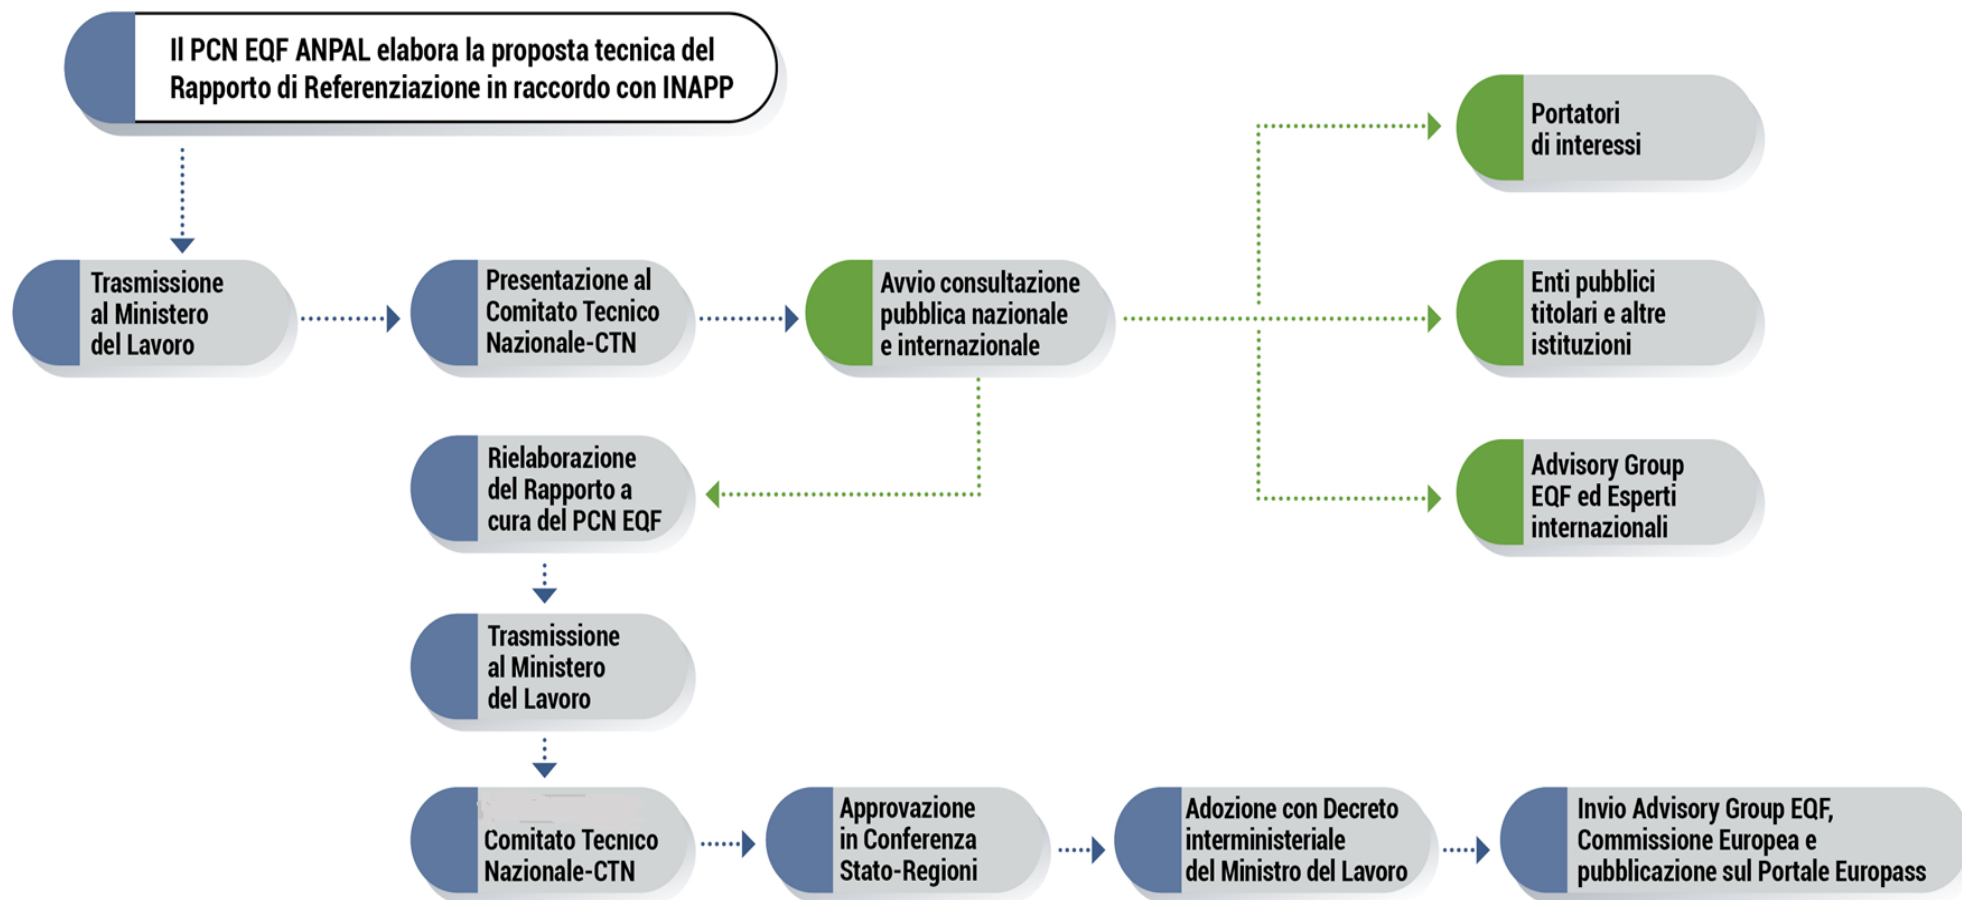 Il PCN EQF ANPAL elabora la proposta tecnica del
Rapporto di Referenziazione in raccordo con INAPP
Portatori
di interessi
Trasmissione
al Ministero
del Lavoro
Presentazione al
Comitato Tecnico
Nazionale-CTN
Avvio consultazione
pubblica nazionale
e internazionale
Enti pubblici
titolari e altre
istituzioni
Rielaborazione
del Rapporto a
cura del PCN EQF
Advisory Group
EQF ed Esperti
internazionali
Trasmissione
al Ministero
del Lavoro
Comitato Tecnico
Nazionale-CTN
Approvazione
in Conferenza
Stato-Regioni
Adozione con Decreto
interministeriale
del Ministro del Lavoro
Invio Advisory Group EQF,
Commissione Europea e
pubblicazione sul Portale Europass